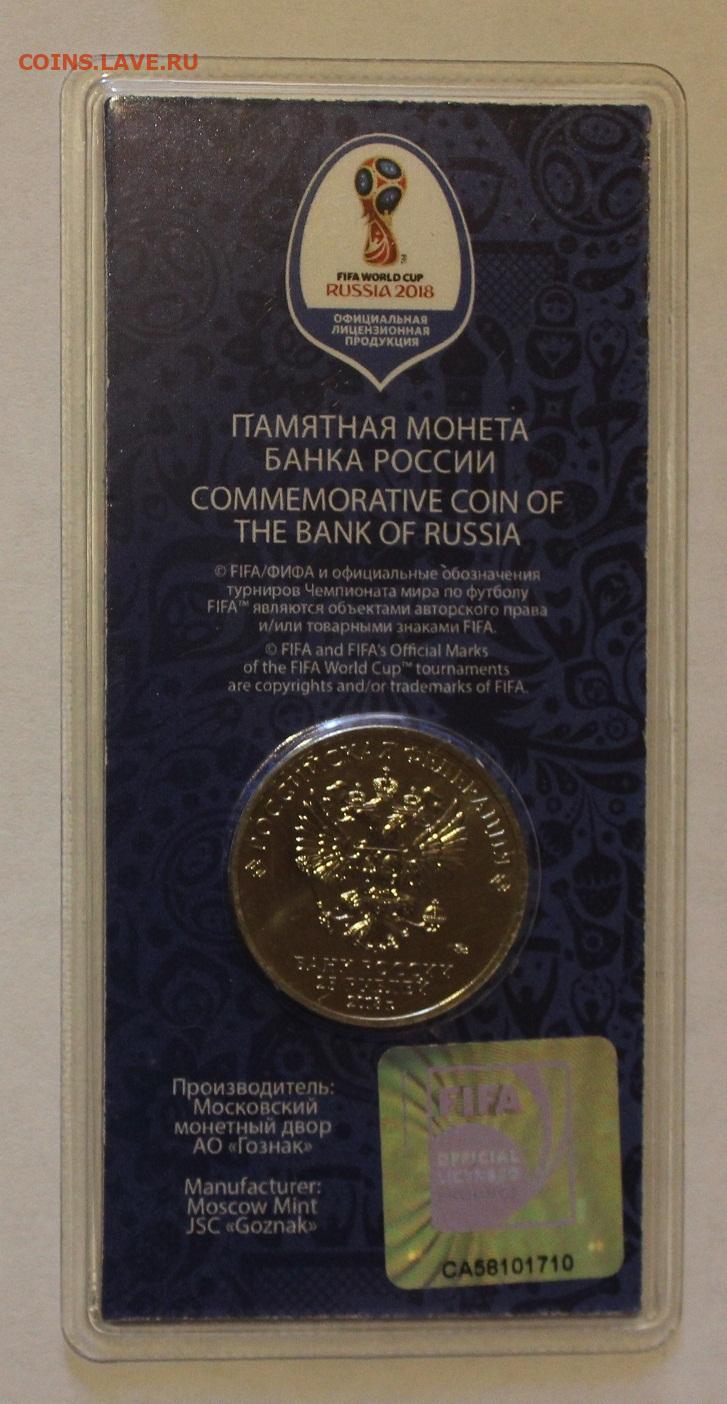 COINS.LAVE.RU
FIFA WORLD CUP
RUSSIA 2018
ОФИЦИАЛЬНАЯ
ЛИЦЕНЗИОННАЯ
ПРОДУКЦИЯ
ПАМЯТНАЯ МОНЕТА
БАНКА РОССИИ
COMMEMORATIVE COIN OF
THE BANK OF RUSSIA
© FIFA/ФИФА и официальные обозначения
турниров Чемпионата мира по футболу
FIFA™ являются объектами авторского права
и/или товарными знаками FIFA.
© FIFA and FIFA's Official Marks
of the FIFA World Cup™ tournaments
are copyrights and/or trademarks of FIFA.
РОССИЙСКАЯ ФЕДЕРАЦИЯ
БАНК РОССИИ
25 РУБЛЕЙ
2018 г.
Производитель:
Московский
монетный двор
АО «Гознак»
Manufacturer:
Moscow Mint
JSC «Goznak»
FIFA
OFFICIAL
LICENSED
PRODUCT
CA58101710